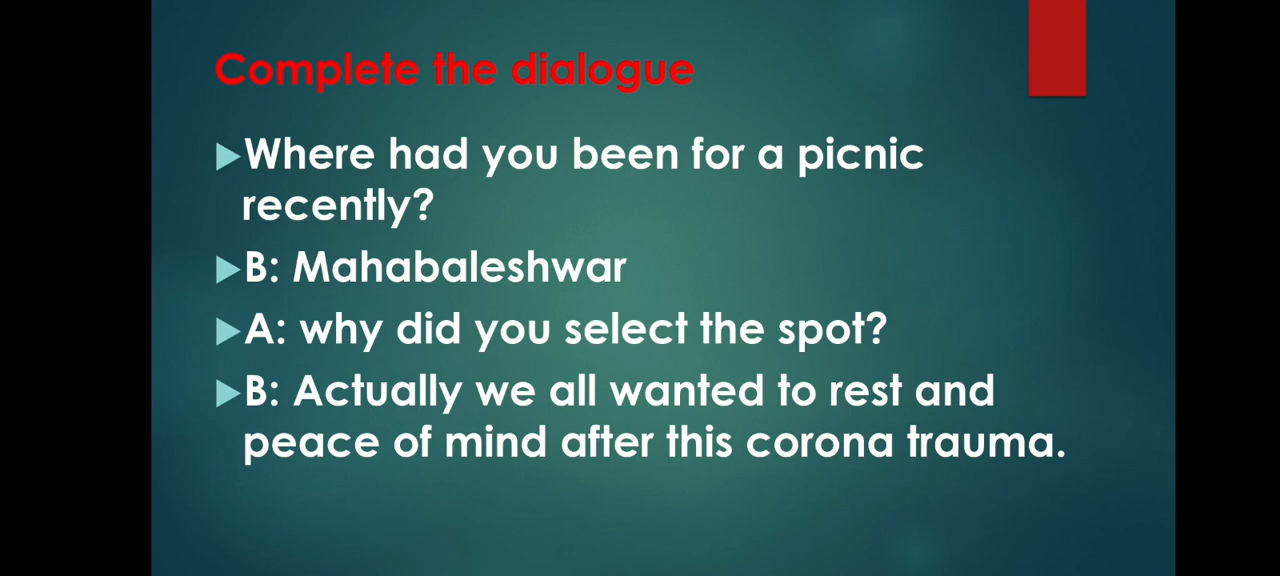 Complete the dialogue
Where had you been for a picnic
recently?
B: Mahabaleshwar
A: why did you select the spot?
B: Actually we all wanted to rest and
peace of mind after this corona trauma.